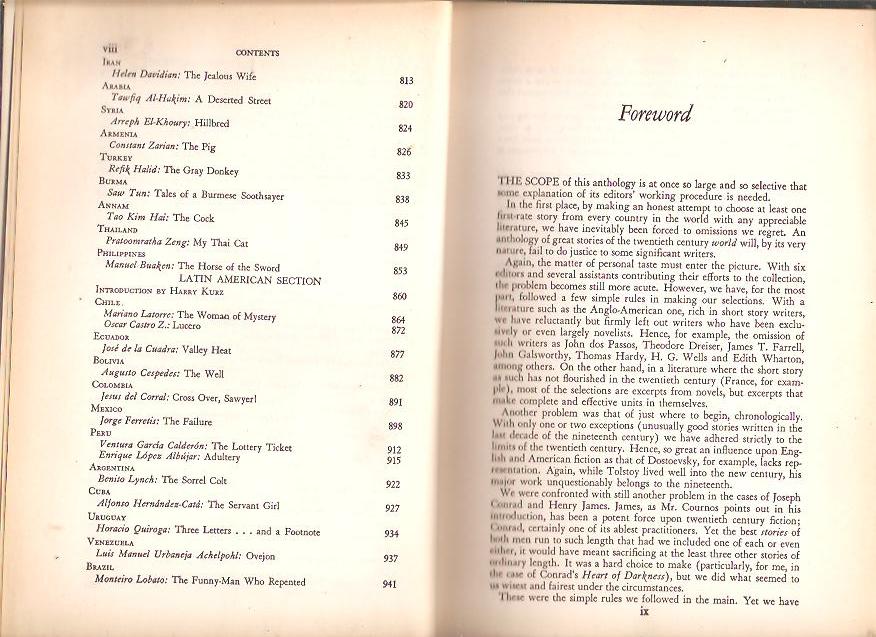 viii CONTENTS
IRAN
Helen Davidian: The Jealous Wife 813
ARABIA
Tawfiq Al-Hakim: A Deserted Street 820
SYRIA
Arreph El-Khoury: Hillbred 824
ARMENIA
Constant Zarian: The Pig 826
TURKEY
Refik Halid: The Gray Donkey 833
BURMA
Saw Tun: Tales of a Burmese Soothsayer 838
ANNAM
Tao Kim Hai: The Cock 845
THAILAND
Pratoomratha Zeng: My Thai Cat 849
PHILIPPINES
Manuel Buaken: The Horse of the Sword 853
LATIN AMERICAN SECTION
INTRODUCTION BY HARRY KURZ 860
CHILE
Mariano Latorre: The Woman of Mystery 864
Oscar Castro Z.: Lucero 872
ECUADOR
José de la Cuadra: Valley Heat 877
BOLIVIA
Augusto Cespedes: The Well 882
COLOMBIA
Jesus del Corral: Cross Over, Sawyer! 891
MEXICO
Jorge Ferretis: The Failure 898
PERU
Ventura García Calderón: The Lottery Ticket 912
Enrique López Albújar: Adultery 915
ARGENTINA
Benito Lynch: The Sorrel Colt 922
CUBA
Alfonso Hernández-Catá: The Servant Girl 927
URUGUAY
Horacio Quiroga: Three Letters . . . and a Footnote 934
VENEZUELA
Luis Manuel Urbaneja Achelpohl: Ovejon 937
BRAZIL
Monteiro Lobato: The Funny-Man Who Repented 941
Foreword
THE SCOPE of this anthology is at once so large and so selective that
some explanation of its editors' working procedure is needed.
In the first place, by making an honest attempt to choose at least one
first-rate story from every country in the world with any appreciable
literature, we have inevitably been forced to omissions we regret. An
anthology of great stories of the twentieth century world will, by its very
nature, fail to do justice to some significant writers.
Again, the matter of personal taste must enter the picture. With six
editors and several assistants contributing their efforts to the collection,
the problem becomes still more acute. However, we have, for the most
part, followed a few simple rules in making our selections. With a
literature such as the Anglo-American one, rich in short story writers,
we have reluctantly but firmly left out writers who have been exclu-
sively or even largely novelists. Hence, for example, the omission of
such writers as John dos Passos, Theodore Dreiser, James T. Farrell,
John Galsworthy, Thomas Hardy, H. G. Wells and Edith Wharton,
among others. On the other hand, in a literature where the short story
as such has not flourished in the twentieth century (France, for exam-
ple), most of the selections are excerpts from novels, but excerpts that
make complete and effective units in themselves.
Another problem was that of just where to begin, chronologically.
With only one or two exceptions (unusually good stories written in the
last decade of the nineteenth century) we have adhered strictly to the
limits of the twentieth century. Hence, so great an influence upon Eng-
lish and American fiction as that of Dostoevsky, for example, lacks rep-
resentation. Again, while Tolstoy lived well into the new century, his
major work unquestionably belongs to the nineteenth.
We were confronted with still another problem in the cases of Joseph
Conrad and Henry James. James, as Mr. Cournos points out in his
introduction, has been a potent force upon twentieth century fiction;
Conrad, certainly one of its ablest practitioners. Yet the best stories of
both men run to such length that had we included one of each or even
either, it would have meant sacrificing at the least three other stories of
ordinary length. It was a hard choice to make (particularly, for me, in
the case of Conrad's Heart of Darkness), but we did what seemed to
us wisest and fairest under the circumstances.
These were the simple rules we followed in the main. Yet we have
ix